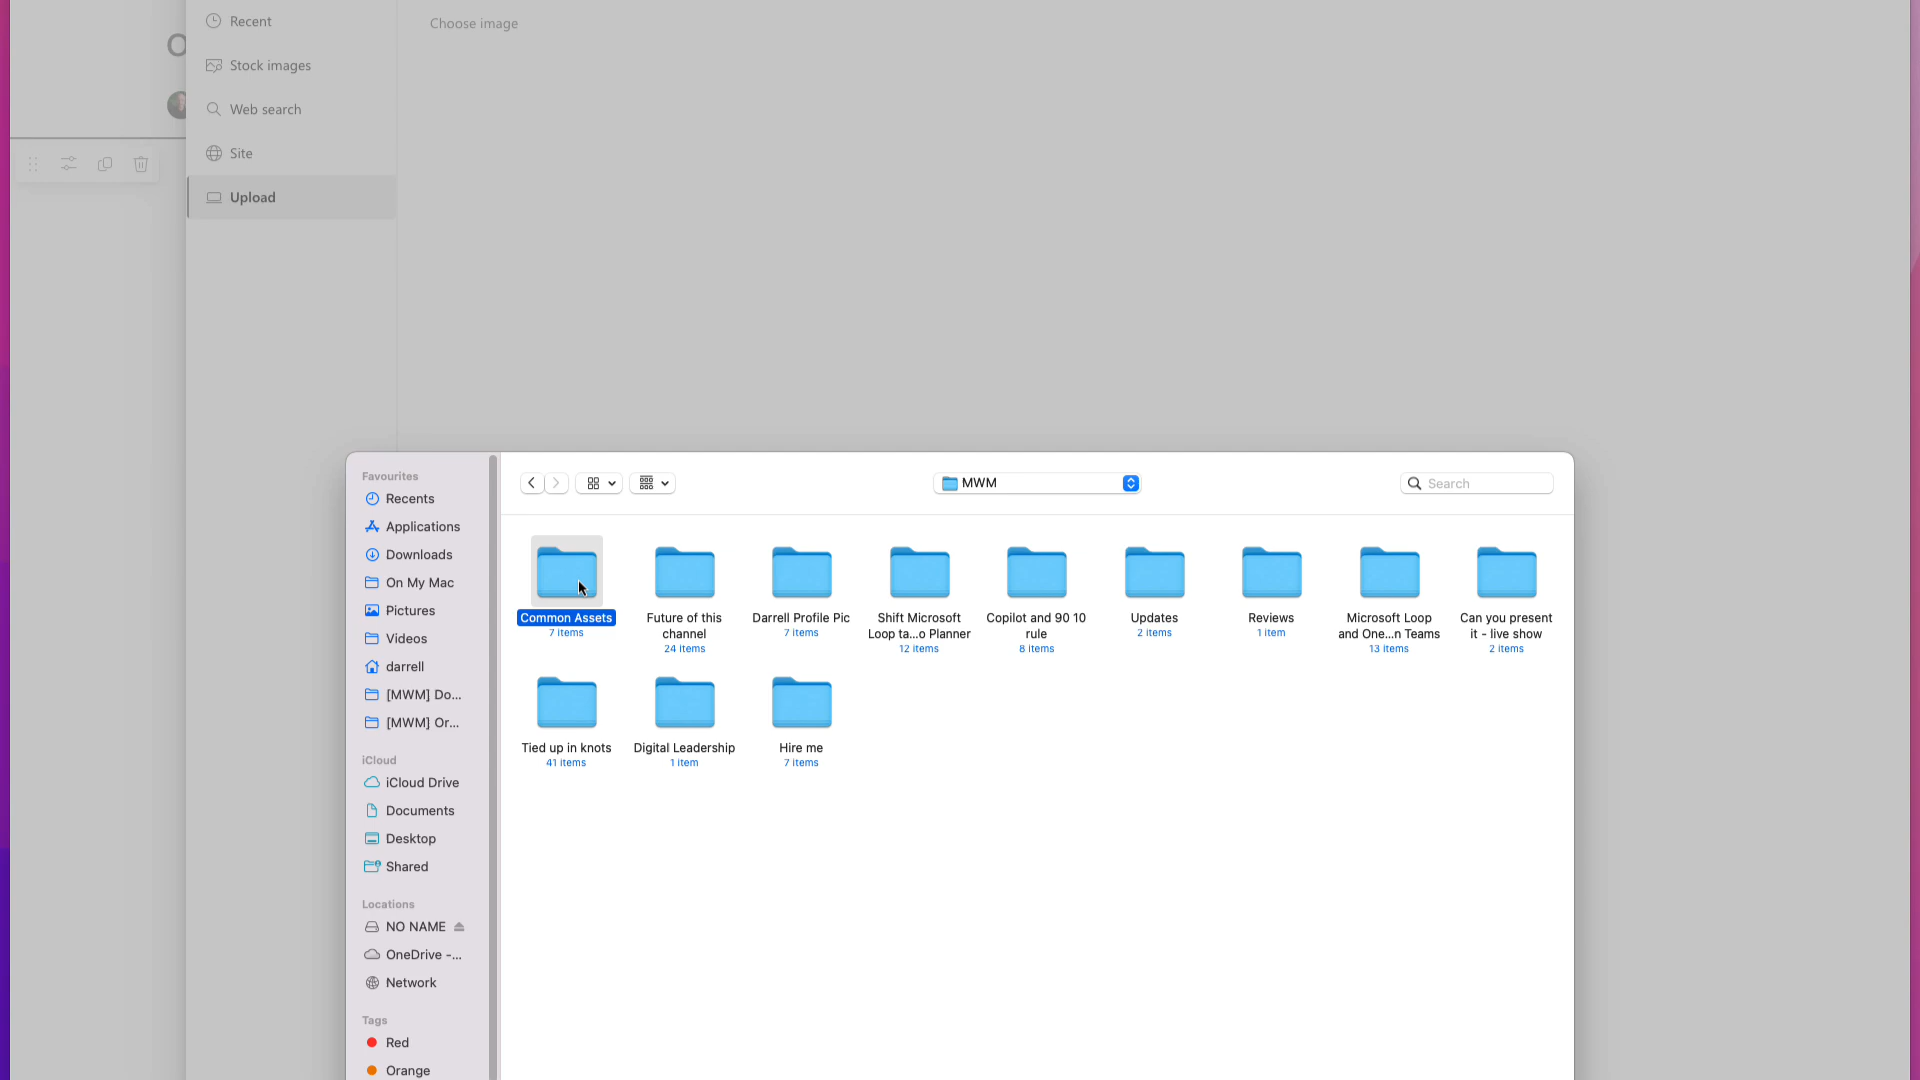 Recent
Choose image
O
Stock images
Web search
Site
Upload
Favourites
Recents
Applications
Downloads
On My Mac
Pictures
Videos
darrell
[MWM] Do...
[MWM] Or...
iCloud
iCloud Drive
Documents
Desktop
Shared
Locations
NO NAME
OneDrive -...
Network
Tags
Red
Orange
MWM
Search
Common Assets
7 items
Future of this
channel
24 items
Darrell Profile Pic
7 items
Shift Microsoft
Loop ta...o Planner
12 items
Copilot and 90 10
rule
8 items
Updates
2 items
Reviews
1 item
Microsoft Loop
and One...n Teams
13 items
Can you present
it - live show
2 items
Tied up in knots
41 items
Digital Leadership
1 item
Hire me
7 items